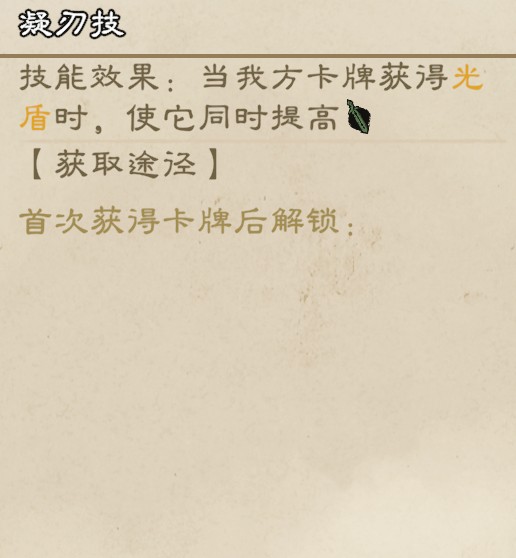 凝刃技
技能效果：当我方卡牌获得光
盾时，使它同时提高
【获取途径】
首次获得卡牌后解锁：